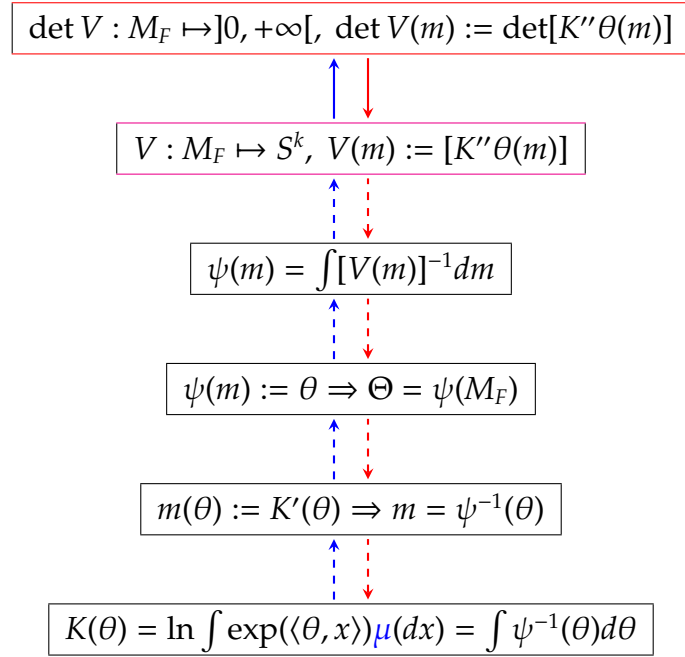 det V : M_F ↦ ]0, +∞[, det V(m) := det[K′′θ(m)]
V : M_F ↦ S^k, V(m) := [K′′θ(m)]
ψ(m) = ∫[V(m)]^{-1}dm
ψ(m) := θ ⇒ Θ = ψ(M_F)
m(θ) := K′(θ) ⇒ m = ψ^{-1}(θ)
K(θ) = ln ∫ exp(⟨θ, x⟩)μ(dx) = ∫ ψ^{-1}(θ)dθ